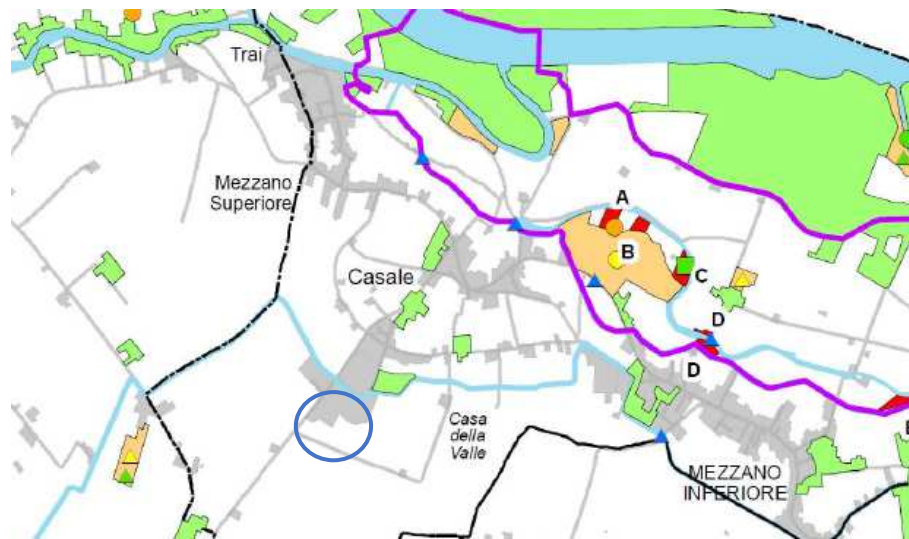 Trai
Mezzano
Superiore
A
B
Casale
C
D
D
Casa
della
Valle
MEZZANO
INFERIORE